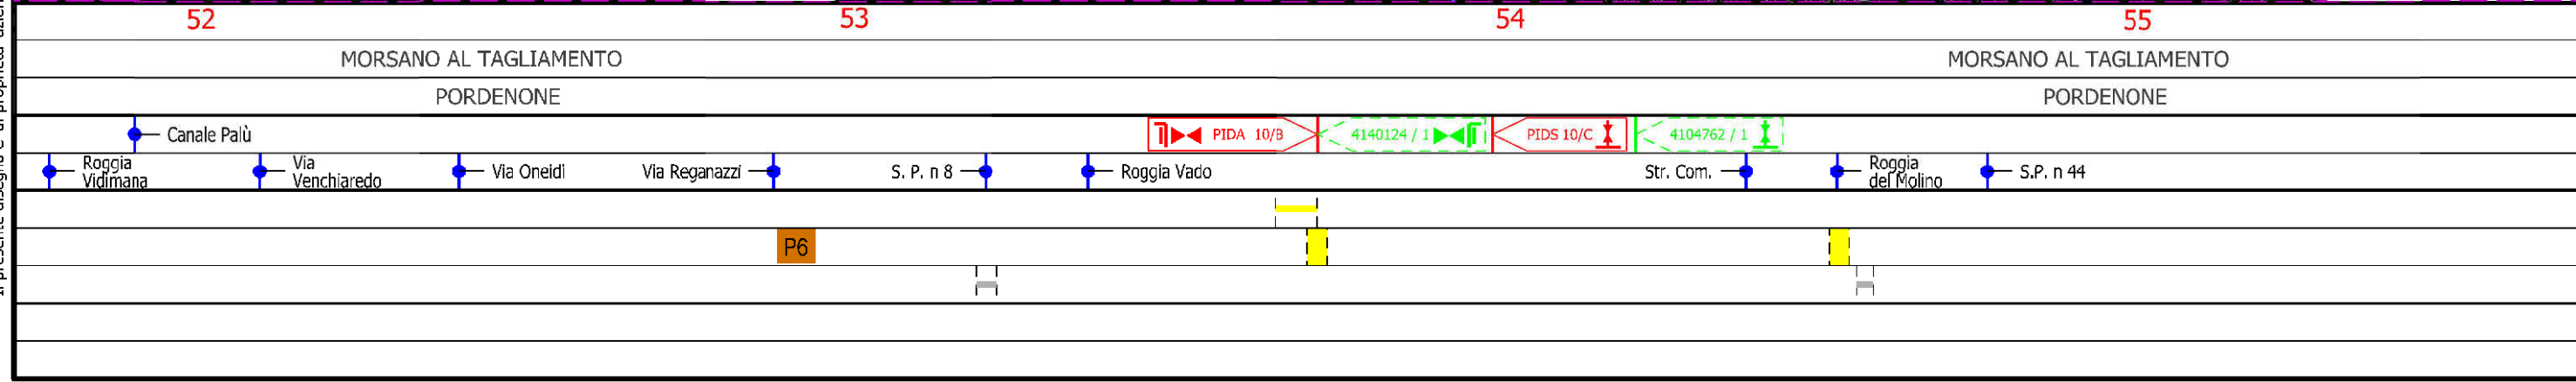 52 53 54 55
MORSANO AL TAGLIAMENTO MORSANO AL TAGLIAMENTO
PORDENONE PORDENONE
Canale Palù PIDA 10/B 4140124 / 1 PIDS 10/C 4104762 / 1
Roggia
Vidimana
Via
Venchiaredo
Via Oneidi
Via Reganazzi
S. P. n 8
Roggia Vado
Str. Com.
Roggia
del Molino
S.P. n 44
P6